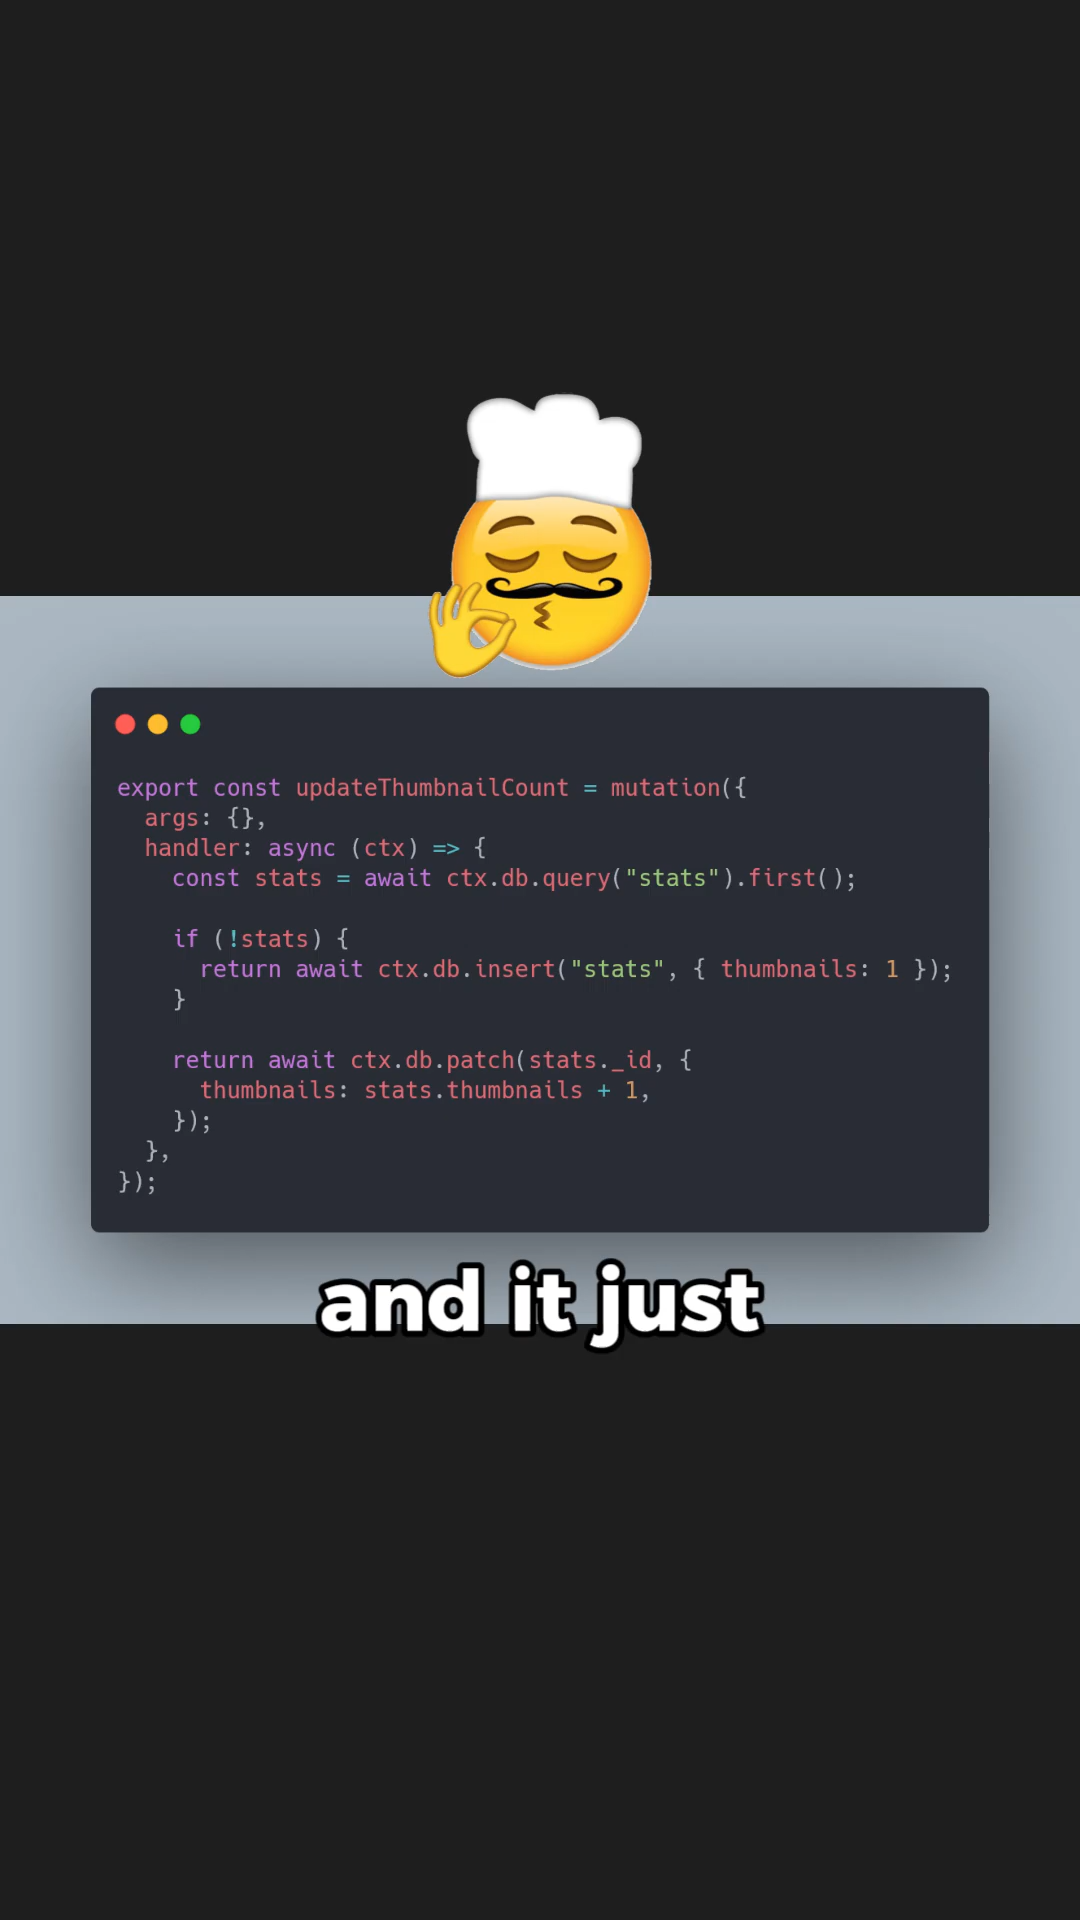 export const updateThumbnailCount = mutation({
  args: {},
  handler: async (ctx) => {
    const stats = await ctx.db.query("stats").first();

    if (!stats) {
      return await ctx.db.insert("stats", { thumbnails: 1 });
    }

    return await ctx.db.patch(stats._id, {
      thumbnails: stats.thumbnails + 1,
    });
  },
});
and it just